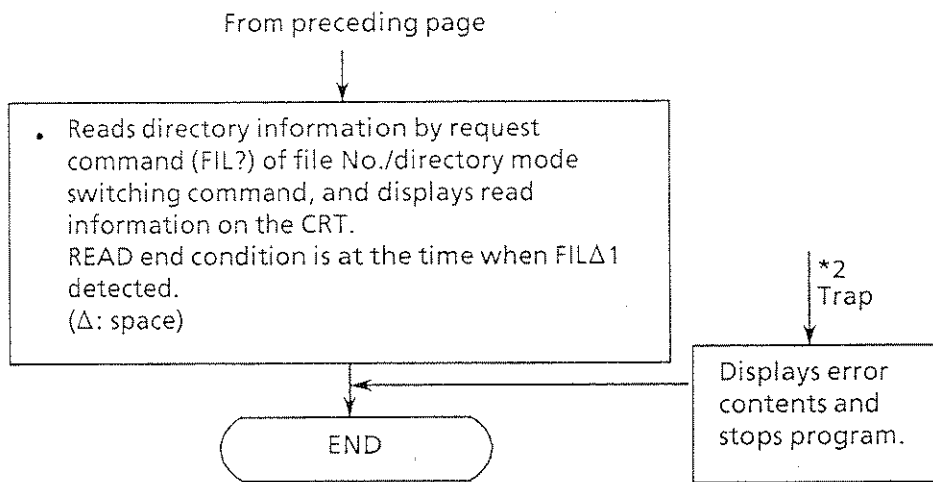 From preceding page
• Reads directory information by request
command (FIL?) of file No./directory mode
switching command, and displays read
information on the CRT.
READ end condition is at the time when FILΔ1
detected.
(Δ: space)
*2
Trap
Displays error
contents and
stops program.
END